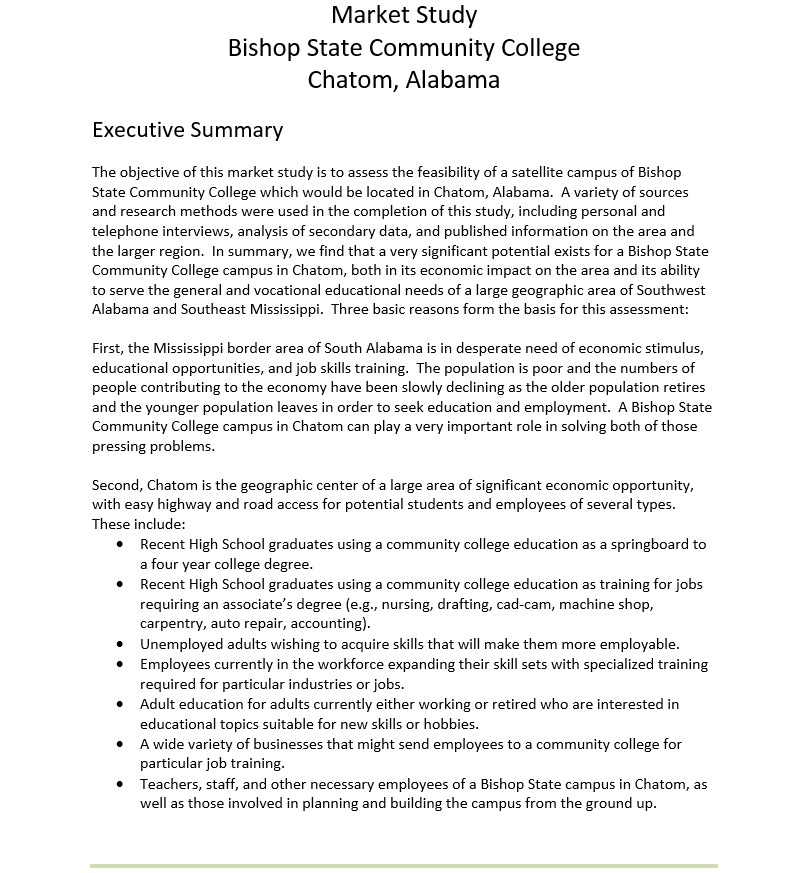 Market Study
Bishop State Community College
Chatom, Alabama
Executive Summary
The objective of this market study is to assess the feasibility of a satellite campus of Bishop
State Community College which would be located in Chatom, Alabama.  A variety of sources
and research methods were used in the completion of this study, including personal and
telephone interviews, analysis of secondary data, and published information on the area and
the larger region.  In summary, we find that a very significant potential exists for a Bishop State
Community College campus in Chatom, both in its economic impact on the area and its ability
to serve the general and vocational educational needs of a large geographic area of Southwest
Alabama and Southeast Mississippi.  Three basic reasons form the basis for this assessment:
First, the Mississippi border area of South Alabama is in desperate need of economic stimulus,
educational opportunities, and job skills training.  The population is poor and the numbers of
people contributing to the economy have been slowly declining as the older population retires
and the younger population leaves in order to seek education and employment.  A Bishop State
Community College campus in Chatom can play a very important role in solving both of those
pressing problems.
Second, Chatom is the geographic center of a large area of significant economic opportunity,
with easy highway and road access for potential students and employees of several types.
These include:
• Recent High School graduates using a community college education as a springboard to
a four year college degree.
• Recent High School graduates using a community college education as training for jobs
requiring an associate’s degree (e.g., nursing, drafting, cad-cam, machine shop,
carpentry, auto repair, accounting).
• Unemployed adults wishing to acquire skills that will make them more employable.
• Employees currently in the workforce expanding their skill sets with specialized training
required for particular industries or jobs.
• Adult education for adults currently either working or retired who are interested in
educational topics suitable for new skills or hobbies.
• A wide variety of businesses that might send employees to a community college for
particular job training.
• Teachers, staff, and other necessary employees of a Bishop State campus in Chatom, as
well as those involved in planning and building the campus from the ground up.